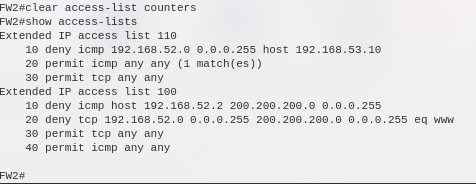 FW2#clear access-list counters
FW2#show access-lists
Extended IP access list 110
    10 deny icmp 192.168.52.0 0.0.0.255 host 192.168.53.10
    20 permit icmp any any (1 match(es))
    30 permit tcp any any
Extended IP access list 100
    10 deny icmp host 192.168.52.2 200.200.200.0 0.0.0.255
    20 deny tcp 192.168.52.0 0.0.0.255 200.200.200.0 0.0.0.255 eq www
    30 permit tcp any any
    40 permit icmp any any
FW2#